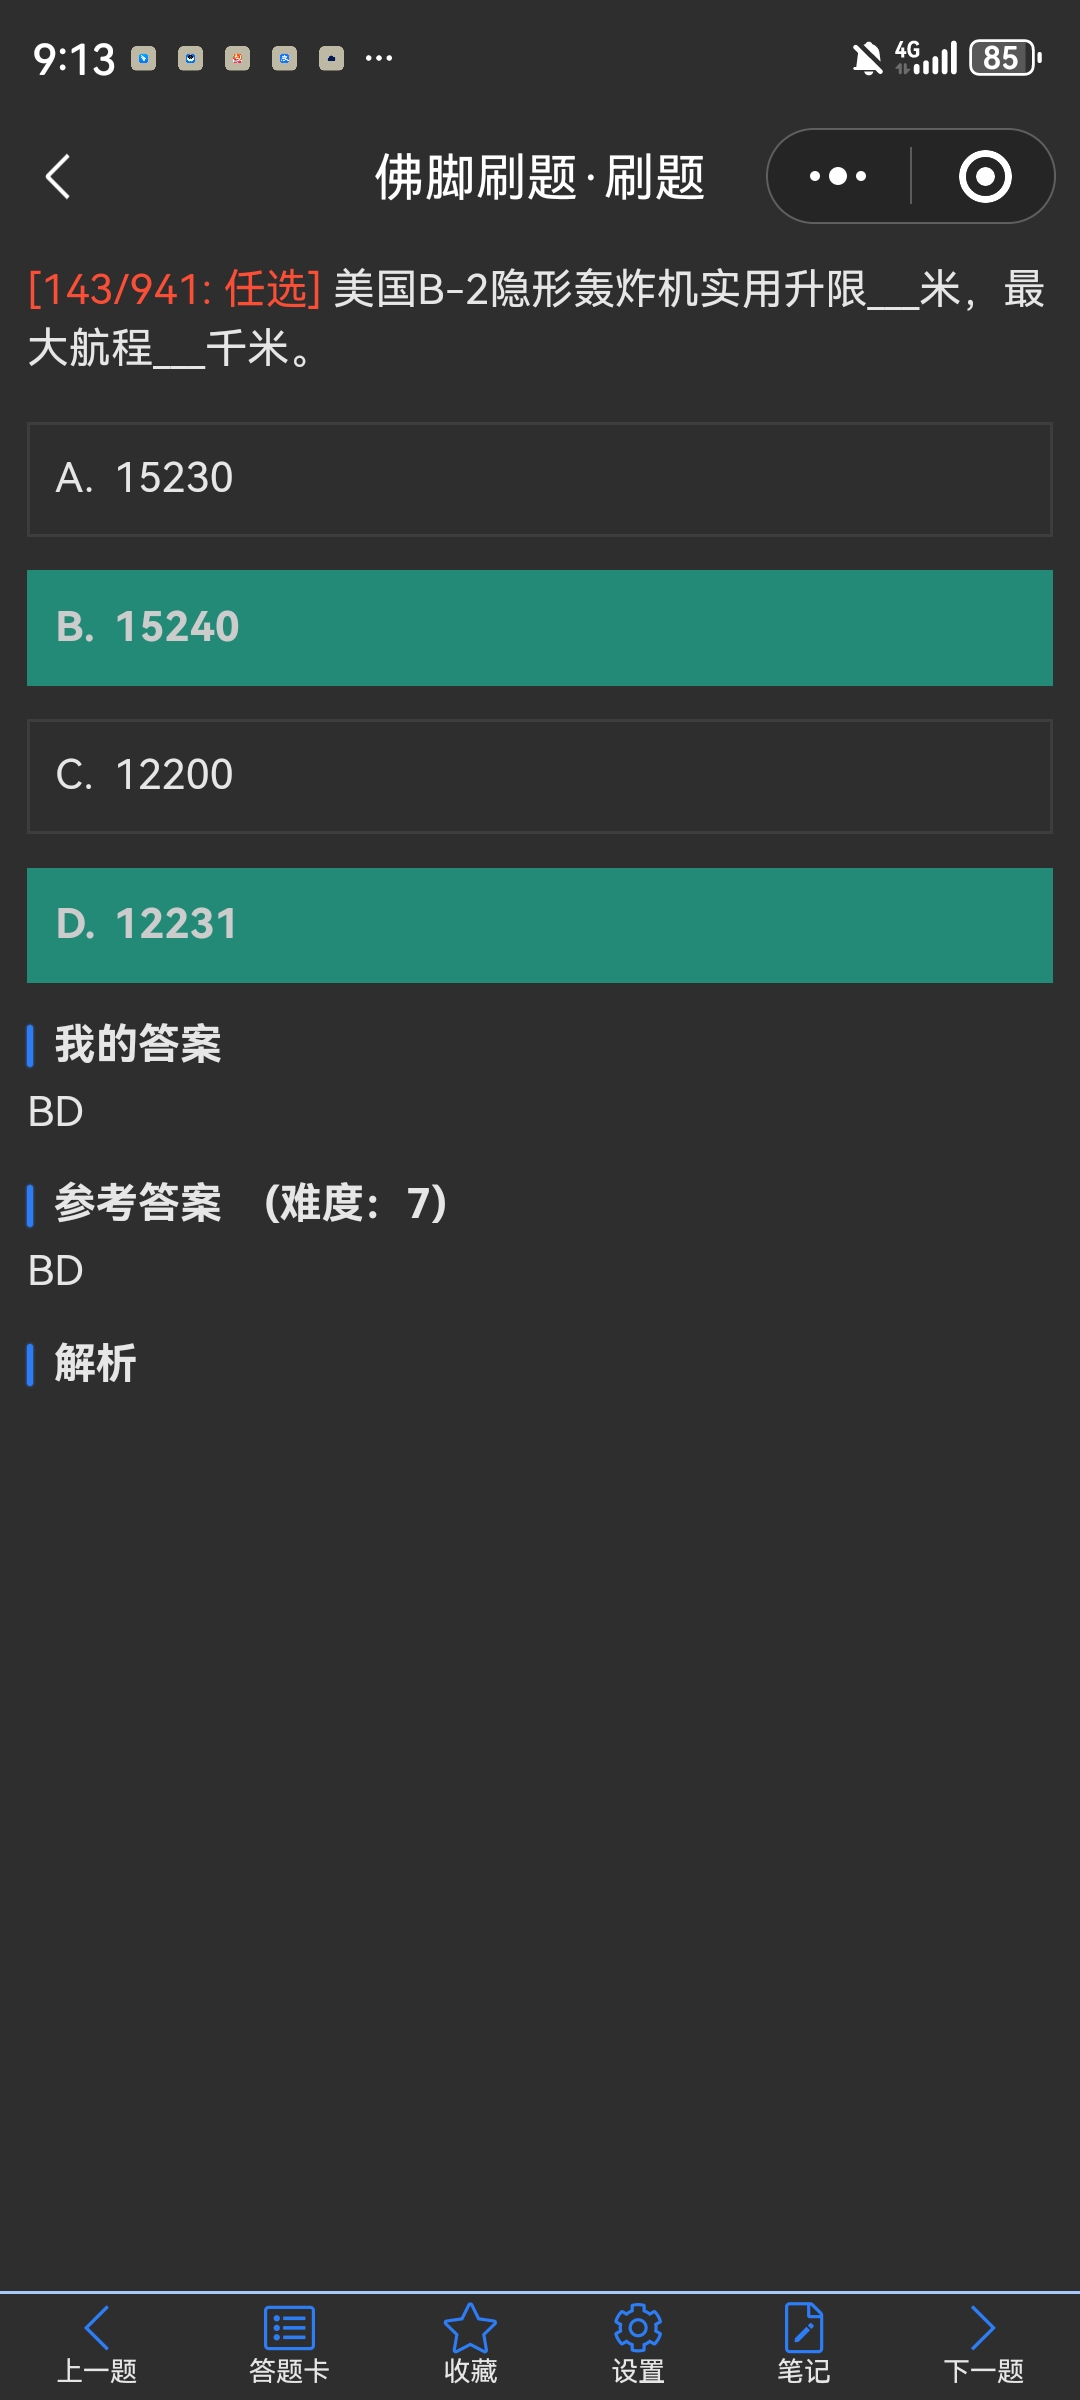 9:13 ... 4G 85
佛脚刷题·刷题
[143/941: 任选] 美国B-2隐形轰炸机实用升限___米，最
大航程___千米。
A. 15230
B. 15240
C. 12200
D. 12231
我的答案
BD
参考答案 (难度：7)
BD
解析
上一题 答题卡 收藏 设置 笔记 下一题